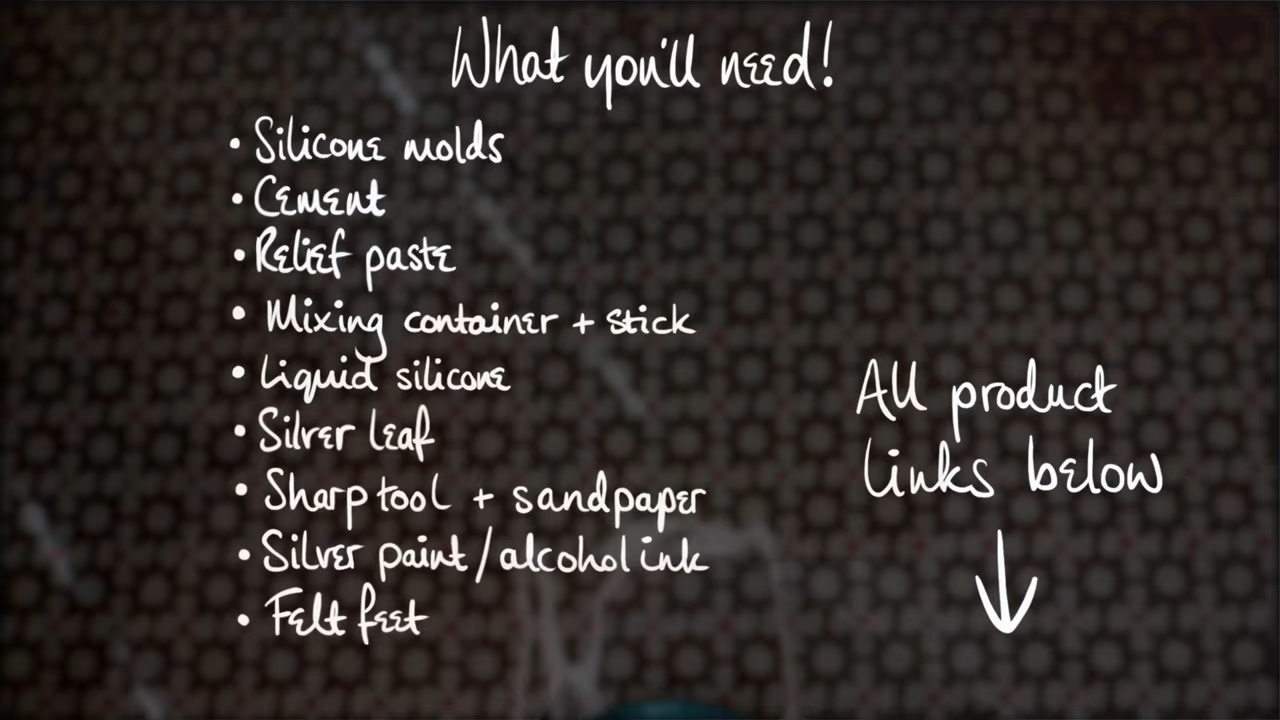 What you'll need!
• Silicone molds
• Cement
• Relief paste
• Mixing container + stick
• Liquid silicone
• Silver leaf
• Sharp tool + sandpaper
• Silver paint/alcohol ink
• Felt feet
All product
links below